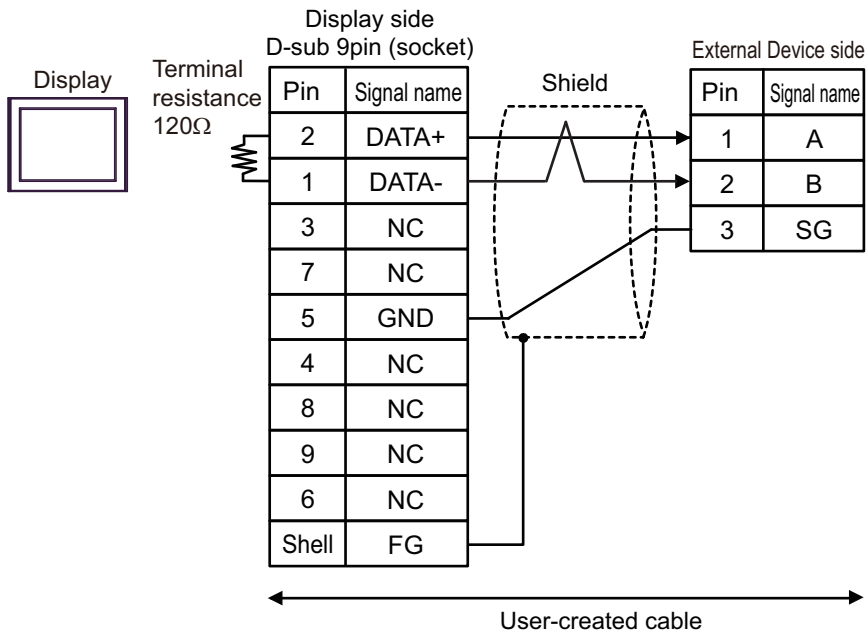 Display side
D-sub 9pin (socket)
Display
Terminal
resistance
120Ω
Pin Signal name
2 DATA+
1 DATA-
3 NC
7 NC
5 GND
4 NC
8 NC
9 NC
6 NC
Shell FG
Shield
External Device side
Pin Signal name
1 A
2 B
3 SG
User-created cable